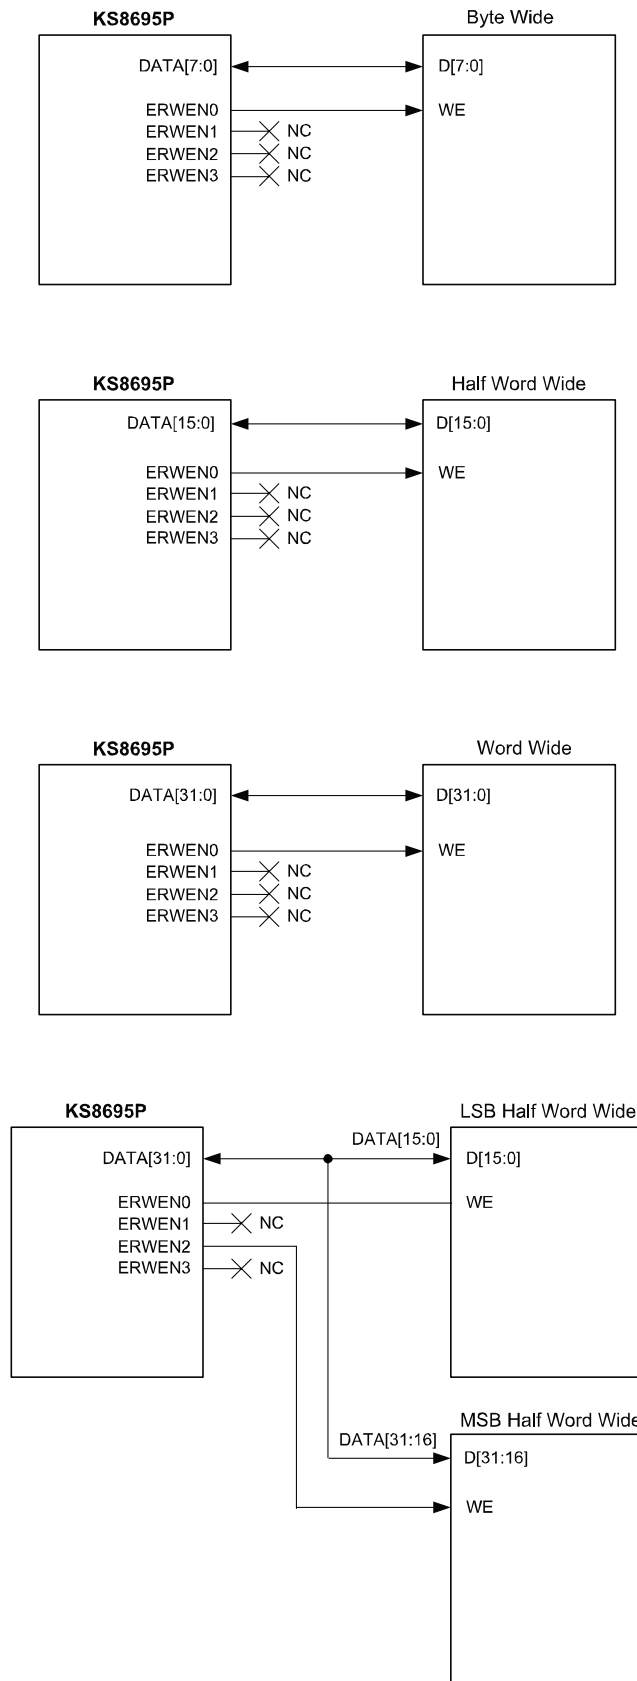 KS8695P Byte Wide
DATA[7:0] D[7:0]
ERWEN0 WE
ERWEN1 NC
ERWEN2 NC
ERWEN3 NC
KS8695P Half Word Wide
DATA[15:0] D[15:0]
ERWEN0 WE
ERWEN1 NC
ERWEN2 NC
ERWEN3 NC
KS8695P Word Wide
DATA[31:0] D[31:0]
ERWEN0 WE
ERWEN1 NC
ERWEN2 NC
ERWEN3 NC
KS8695P LSB Half Word Wide
DATA[15:0]
DATA[31:0] D[15:0]
ERWEN0 WE
ERWEN1 NC
ERWEN2
ERWEN3 NC
MSB Half Word Wide
DATA[31:16]
D[31:16]
WE